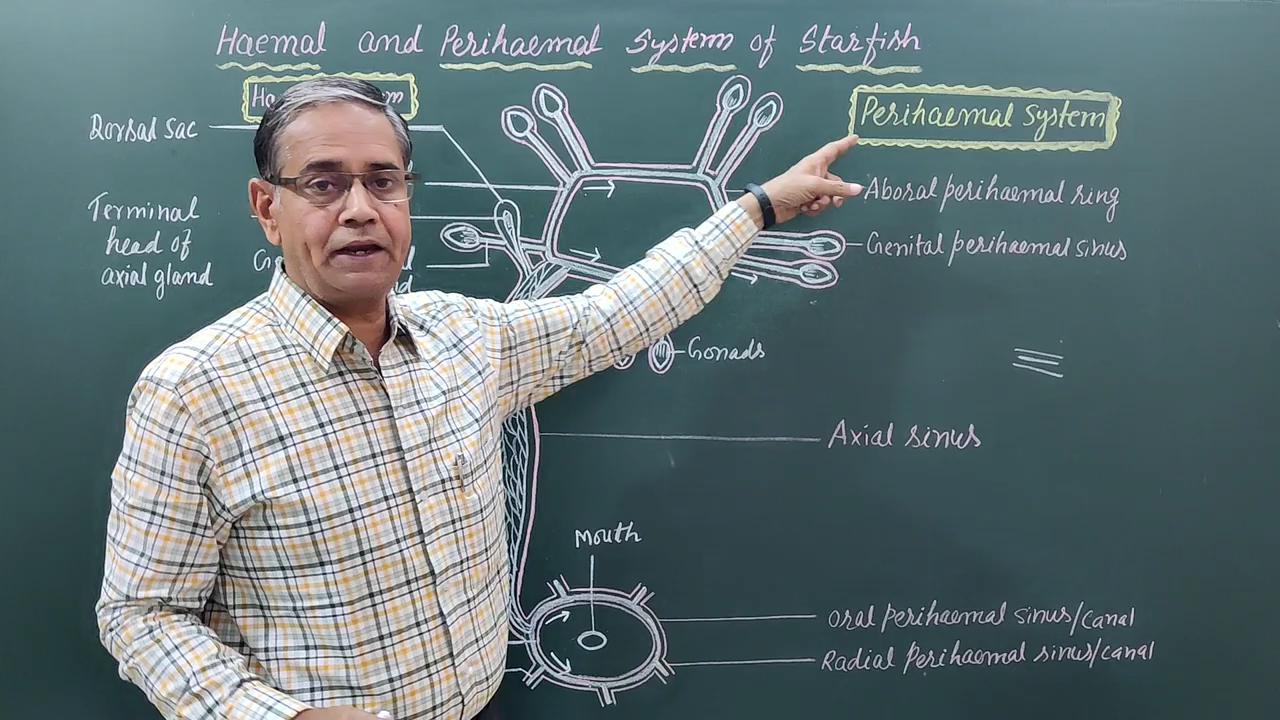 Haemal and Perihaemal System of Starfish
Perihaemal System
Dorsal sac
Terminal
head of
axial gland
Aboral perihaemal ring
Genital perihaemal sinus
Gonads
Axial sinus
Mouth
Oral perihaemal sinus/canal
Radial Perihaemal sinus/canal